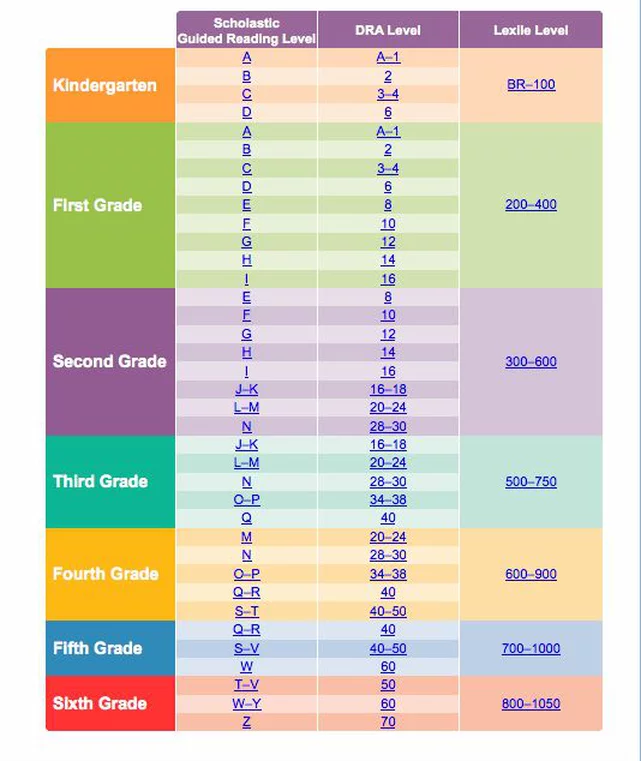 Scholastic Guided Reading Level DRA Level Lexile Level
Kindergarten
A A–1
B 2
C 3–4
D 6
BR–100
First Grade
A A–1
B 2
C 3–4
D 6
E 8
F 10
G 12
H 14
I 16
200–400
Second Grade
E 8
F 10
G 12
H 14
I 16
J–K 16–18
L–M 20–24
N 28–30
300–600
Third Grade
J–K 16–18
L–M 20–24
N 28–30
O–P 34–38
Q 40
500–750
Fourth Grade
M 20–24
N 28–30
O–P 34–38
Q–R 40
S–T 40–50
600–900
Fifth Grade
Q–R 40
S–V 40–50
W 60
700–1000
Sixth Grade
T–V 50
W–Y 60
Z 70
800–1050